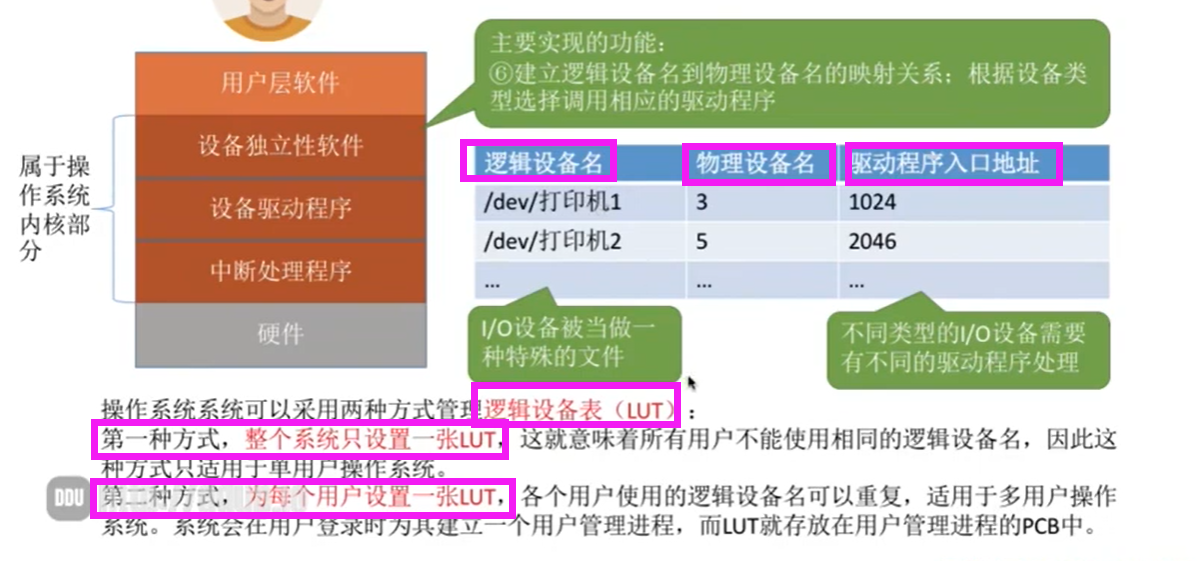 用户层软件
设备独立性软件
设备驱动程序
中断处理程序
硬件
属于操
作系统
内核部
分
主要实现的功能：
⑥建立逻辑设备名到物理设备名的映射关系；根据设备类
型选择调用相应的驱动程序
逻辑设备名 物理设备名 驱动程序入口地址
/dev/打印机1 3 1024
/dev/打印机2 5 2046
... ... ...
I/O设备被当做一
种特殊的文件
不同类型的I/O设备需要
有不同的驱动程序处理
操作系统系统可以采用两种方式管理逻辑设备表（LUT）：
第一种方式，整个系统只设置一张LUT，这就意味着所有用户不能使用相同的逻辑设备名，因此这
种方式只适用于单用户操作系统。
DDU
第二种方式，为每个用户设置一张LUT，各个用户使用的逻辑设备名可以重复，适用于多用户操作
系统。系统会在用户登录时为其建立一个用户管理进程，而LUT就存放在用户管理进程的PCB中。